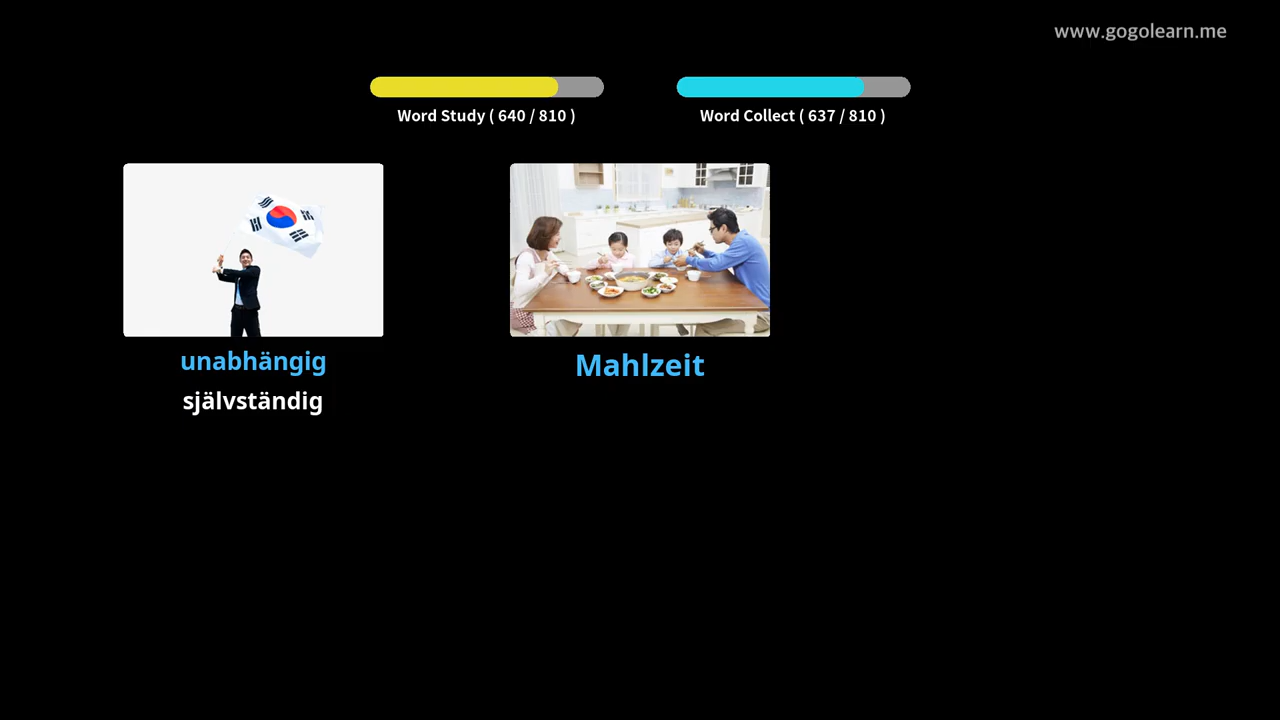 www.gogolearn.me
Word Study ( 640 / 810 )
Word Collect ( 637 / 810 )
unabhängig
självständig
Mahlzeit